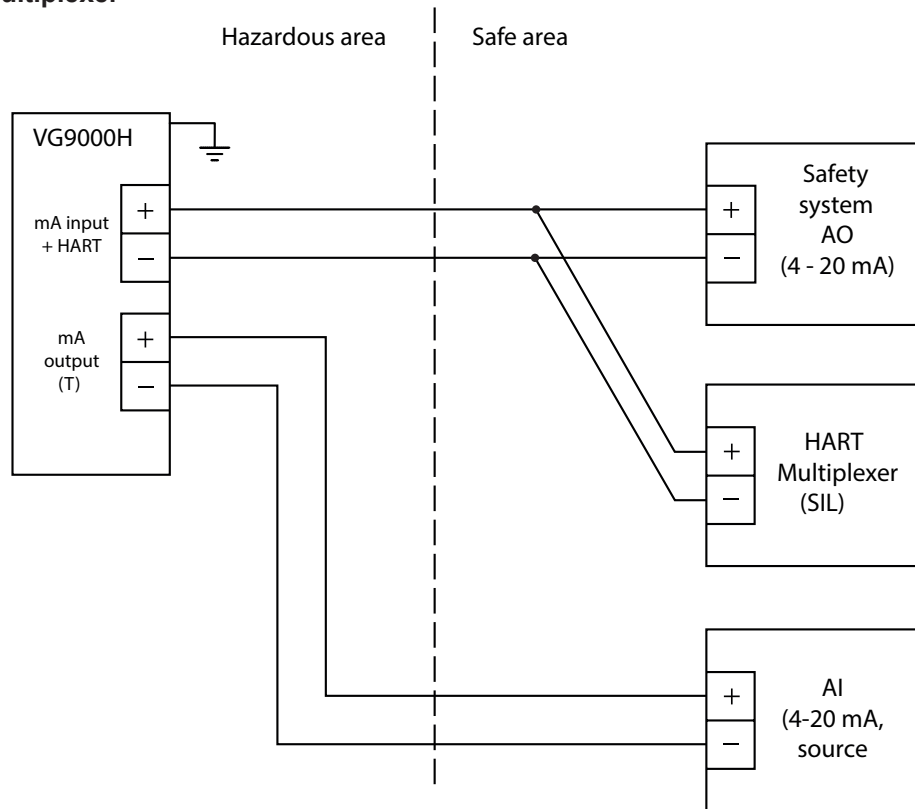 Hazardous area
Safe area
VG9000H
mA input
+ HART
+
−
mA
output
(T)
+
−
+
−
Safety
system
AO
(4 - 20 mA)
+
−
HART
Multiplexer
(SIL)
+
−
AI
(4-20 mA,
source